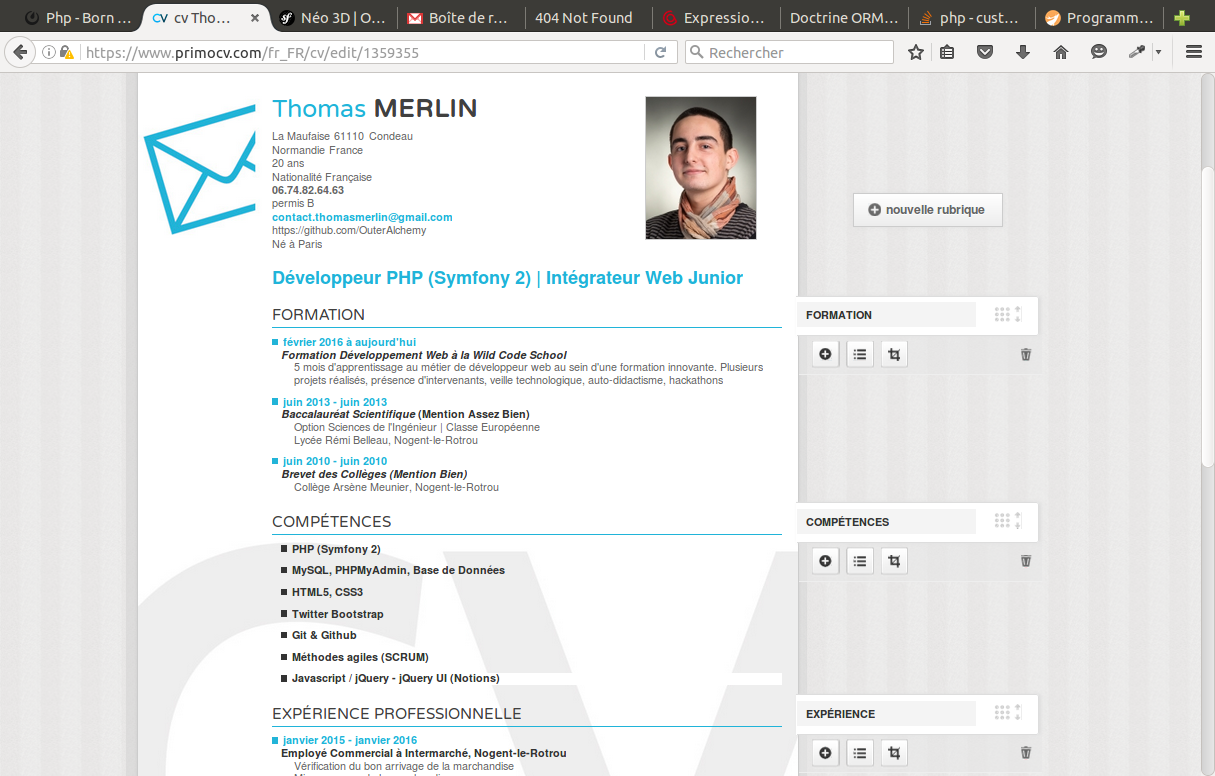 Php - Born ...
cv Tho...
Néo 3D | O...
Boîte de r...
404 Not Found
Expressio...
Doctrine ORM...
php - cust...
Programm...
https://www.primocv.com/fr_FR/cv/edit/1359355
Rechercher
Thomas MERLIN
La Maufaise 61110 Condeau
Normandie France
20 ans
Nationalité Française
06.74.82.64.63
permis B
contact.thomasmerlin@gmail.com
https://github.com/OuterAlchemy
Né à Paris
nouvelle rubrique
Développeur PHP (Symfony 2) | Intégrateur Web Junior
FORMATION
FORMATION
février 2016 à aujourd'hui
Formation Développement Web à la Wild Code School
5 mois d'apprentissage au métier de développeur web au sein d'une formation innovante. Plusieurs
projets réalisés, présence d'intervenants, veille technologique, auto-didactisme, hackathons
juin 2013 - juin 2013
Baccalauréat Scientifique (Mention Assez Bien)
Option Sciences de l'Ingénieur | Classe Européenne
Lycée Rémi Belleau, Nogent-le-Rotrou
juin 2010 - juin 2010
Brevet des Collèges (Mention Bien)
Collège Arsène Meunier, Nogent-le-Rotrou
COMPÉTENCES
COMPÉTENCES
PHP (Symfony 2)
MySQL, PHPMyAdmin, Base de Données
HTML5, CSS3
Twitter Bootstrap
Git & Github
Méthodes agiles (SCRUM)
Javascript / jQuery - jQuery UI (Notions)
EXPÉRIENCE PROFESSIONNELLE
EXPÉRIENCE
janvier 2015 - janvier 2016
Employé Commercial à Intermarché, Nogent-le-Rotrou
Vérification du bon arrivage de la marchandise